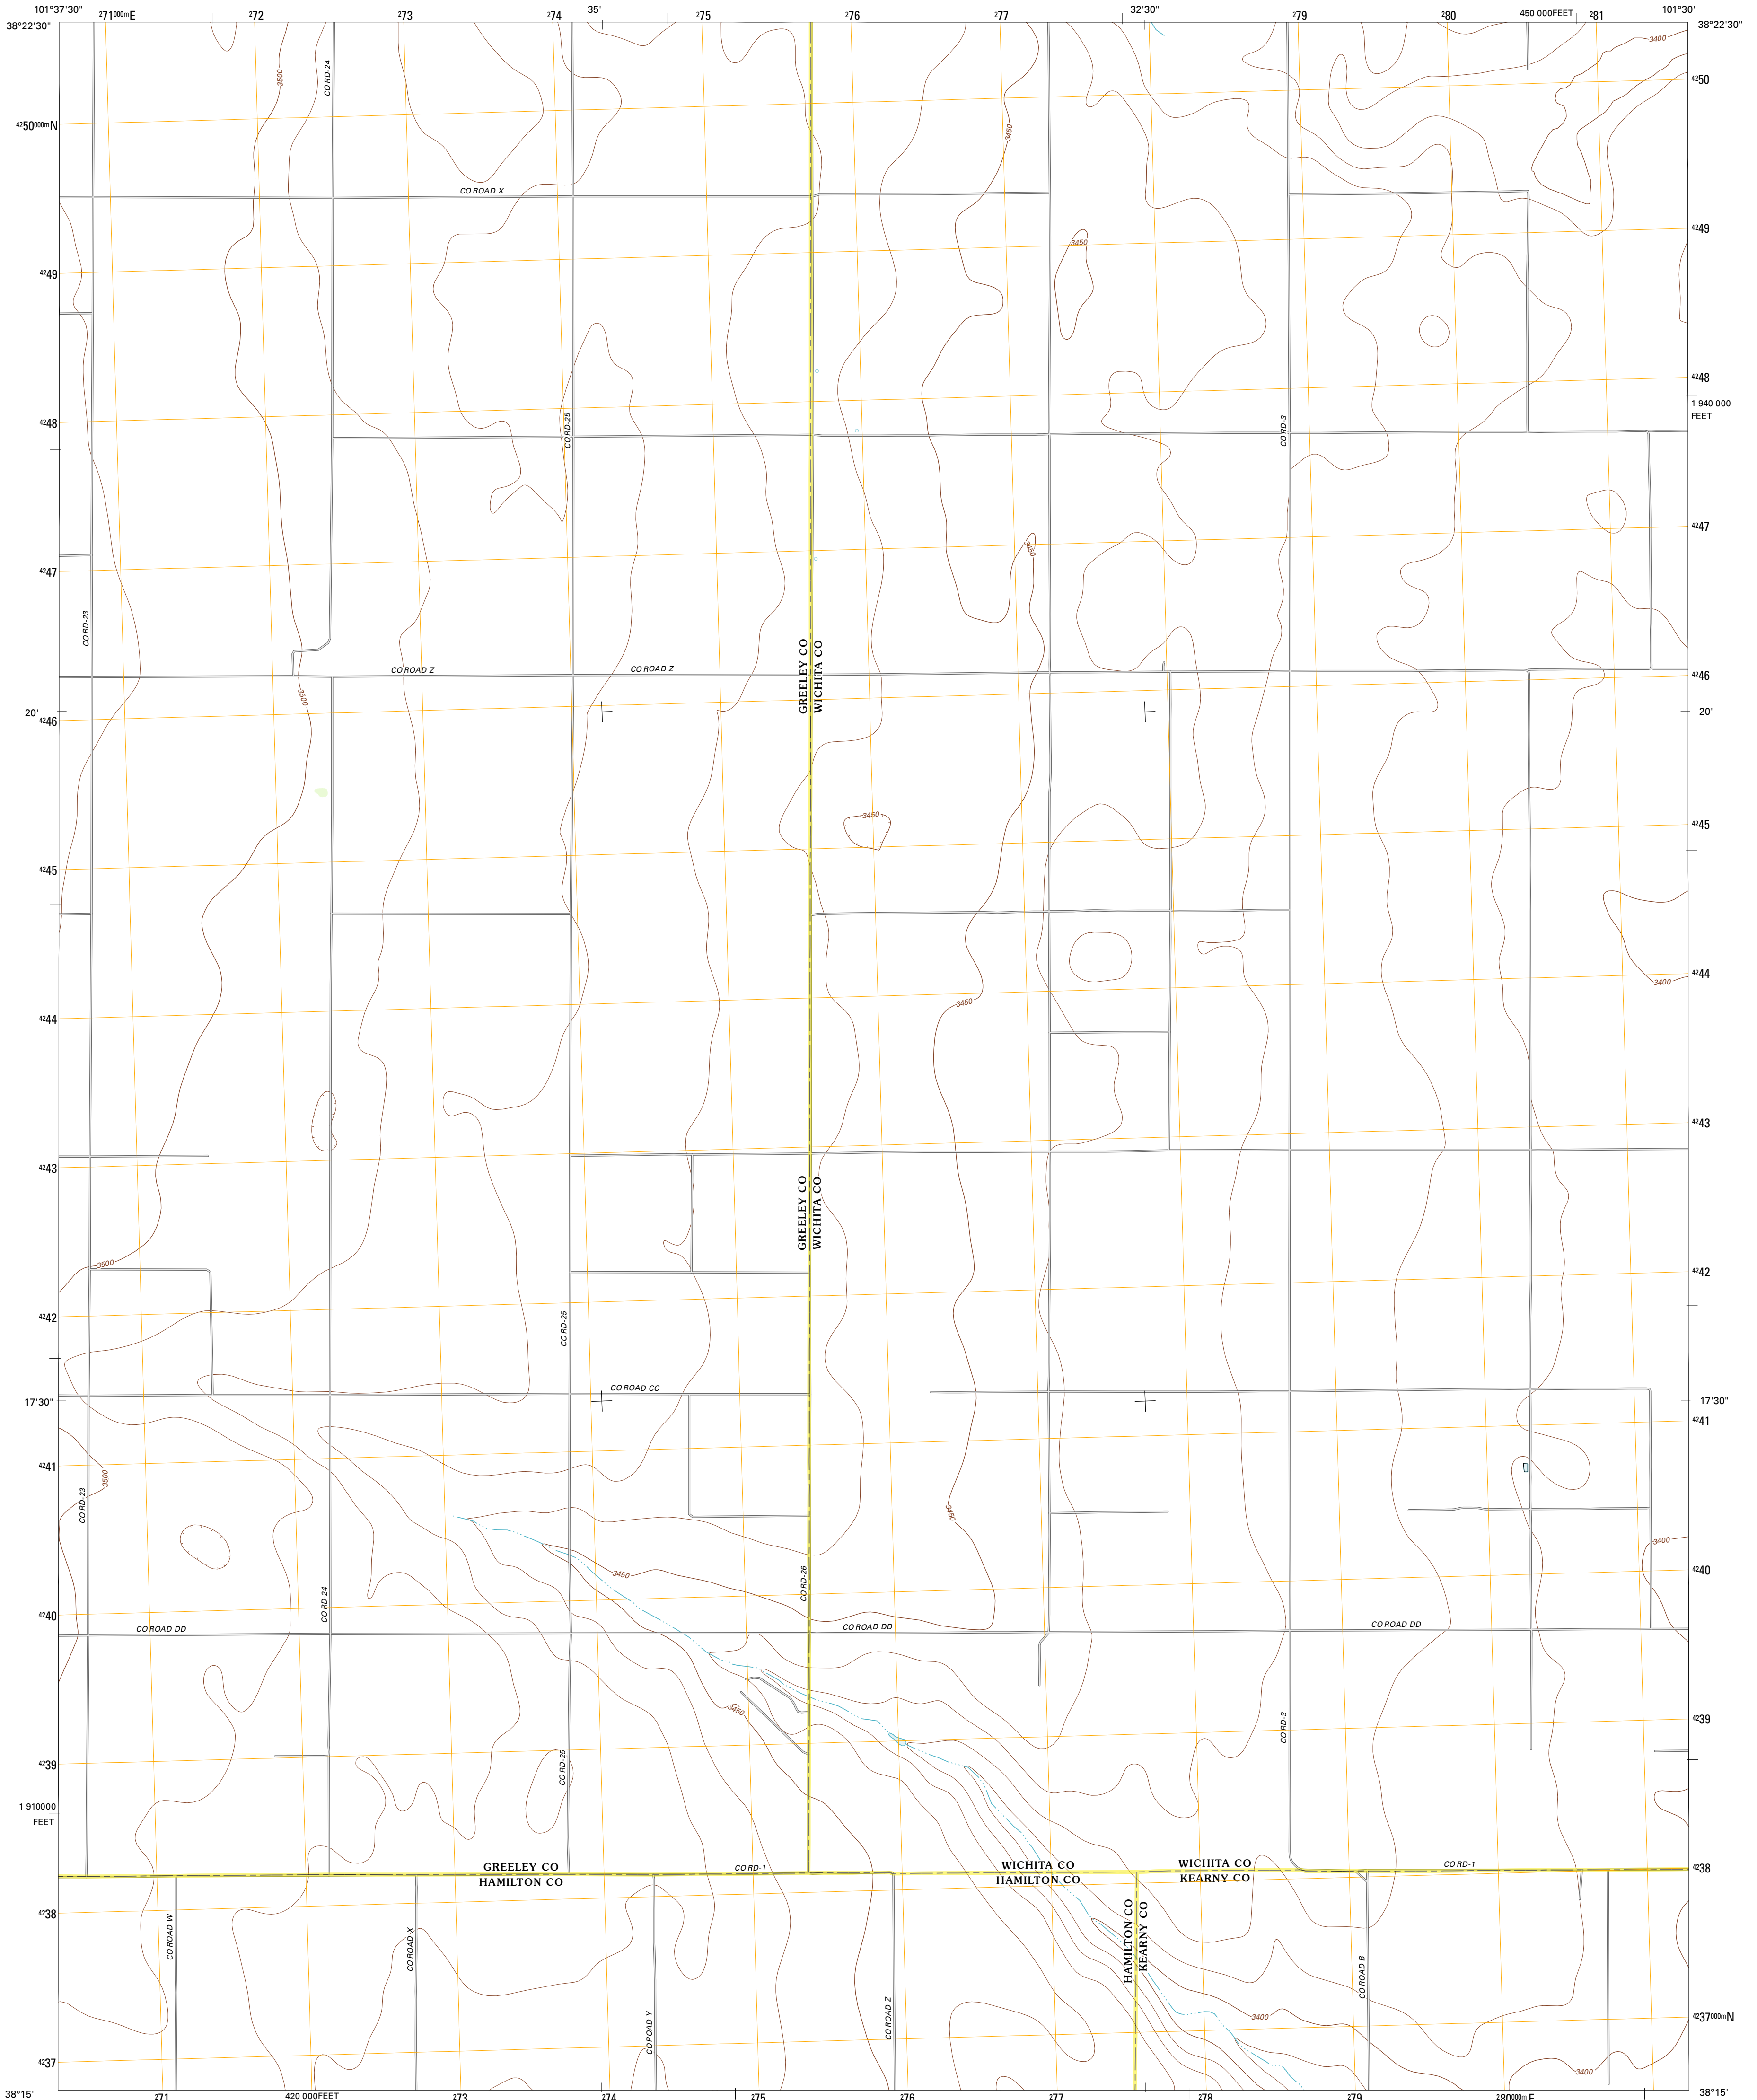 101°37'30"
271000mE
272
273
274
35'
275
276
277
32'30"
279
280
450 000FEET
281
101°30'
38°22'30"
38°22'30"
3400
3500
CO RD-24
4250
4250000mN
3450
CO ROAD X
4249
3450
4249
4248
1 940 000
FEET
4248
CO RD-25
CO RD-3
4247
3450
4247
CO RD-23
GREELEY CO
WICHITA CO
CO ROAD Z
CO ROAD Z
4246
3500
20'
4246
20'
3450
4245
4245
4244
3450
3400
4244
4243
4243
GREELEY CO
WICHITA CO
3500
4242
4242
CO RD-25
CO ROAD CC
17'30"
17'30"
4241
4241
3500
CO RD-23
3450
3400
3450
CO RD-26
4240
CO RD-24
4240
CO ROAD DD
CO ROAD DD
CO ROAD DD
3450
4239
CO RD-3
4239
CO RD-25
1 910000
FEET
GREELEY CO
HAMILTON CO
CO RD-1
WICHITA CO
HAMILTON CO
WICHITA CO
KEARNY CO
CO RD-1
4238
4238
CO ROAD W
CO ROAD X
HAMILTON CO
KEARNY CO
CO ROAD B
CO ROAD Y
CO ROAD Z
3400
4237000mN
4237
3400
38°15'
271
420 000FEET
273
274
275
276
277
278
279
280000mE
38°15'